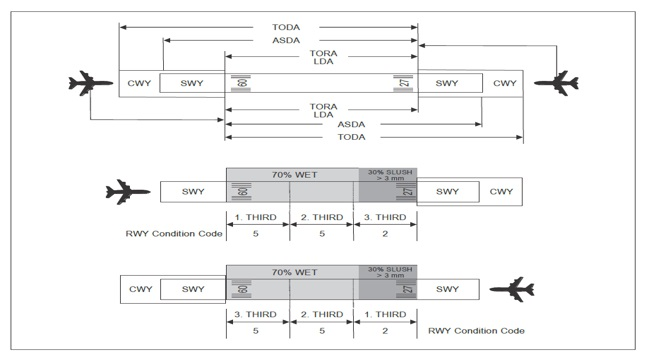 TODA
ASDA
TORA
LDA
CWY SWY 09 27 SWY CWY
TORA
LDA
ASDA
TODA
70% WET 30% SLUSH
> 3 mm
SWY 09 27 SWY CWY
1. THIRD 2. THIRD 3. THIRD
RWY Condition Code 5 5 2
70% WET 30% SLUSH
> 3 mm
CWY SWY 09 27 SWY
3. THIRD 2. THIRD 1. THIRD
5 5 2 RWY Condition Code